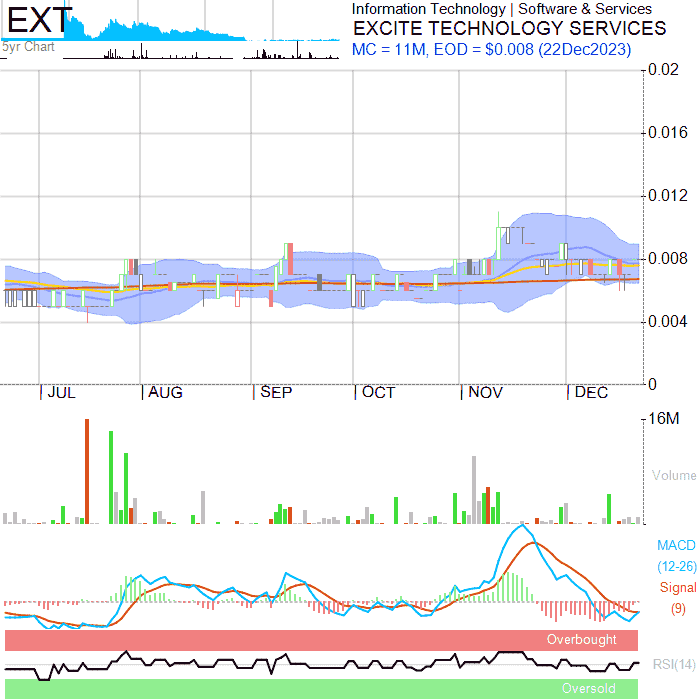 EXT
5yr Chart
Information Technology | Software & Services
EXCITE TECHNOLOGY SERVICES
MC = 11M, EOD = $0.008 (22Dec2023)
0.02
0.016
0.012
0.008
0.004
0
JUL AUG SEP OCT NOV DEC
16M
Volume
MACD
(12-26)
Signal
(9)
Overbought
RSI(14)
Oversold